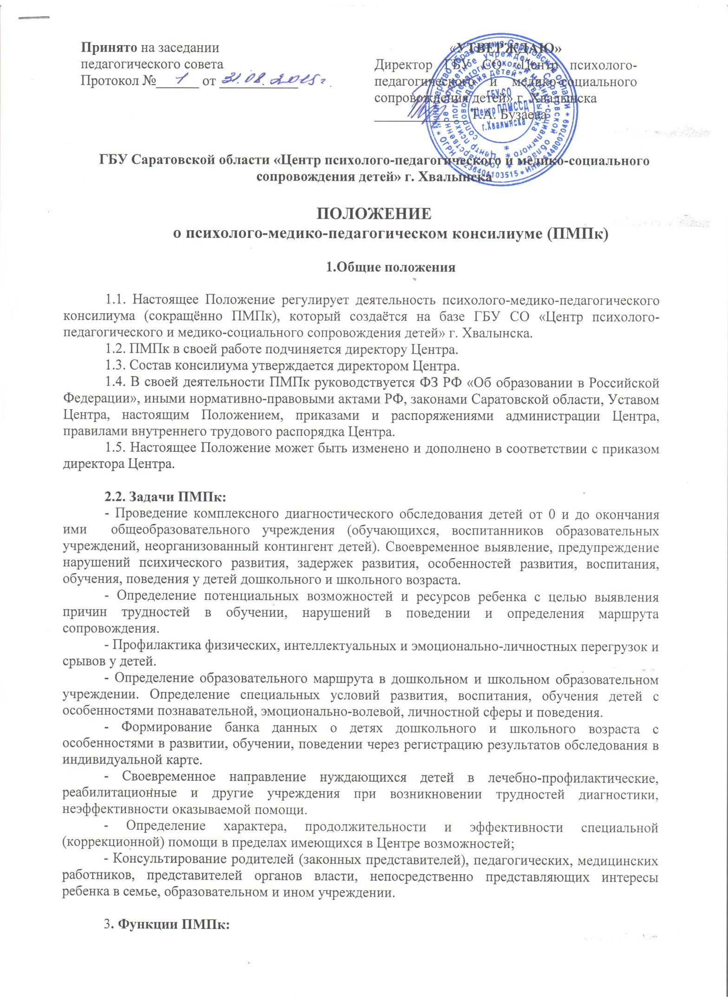 Принято на заседании
педагогического совета
Протокол №______ от ___________
1
31.08.2015г.
«УТВЕРЖДАЮ»
Директор ГБУ СО «Центр психолого-
педагогического и медико-социального
сопровождения детей» г. Хвалынска
_____________ Т.А. Бузаева
ГБУ СО
"Центр ППМССД"
г.Хвалынска
ГБУ Саратовской области «Центр психолого-педагогического и медико-социального
сопровождения детей» г. Хвалынска
ПОЛОЖЕНИЕ
о психолого-медико-педагогическом консилиуме (ПМПк)
1.Общие положения
1.1. Настоящее Положение регулирует деятельность психолого-медико-педагогического
консилиума (сокращённо ПМПк), который создаётся на базе ГБУ СО «Центр психолого-
педагогического и медико-социального сопровождения детей» г. Хвалынска.
1.2. ПМПк в своей работе подчиняется директору Центра.
1.3. Состав консилиума утверждается директором Центра.
1.4. В своей деятельности ПМПк руководствуется ФЗ РФ «Об образовании в Российской
Федерации», иными нормативно-правовыми актами РФ, законами Саратовской области, Уставом
Центра, настоящим Положением, приказами и распоряжениями администрации Центра,
правилами внутреннего трудового распорядка Центра.
1.5. Настоящее Положение может быть изменено и дополнено в соответствии с приказом
директора Центра.
2.2. Задачи ПМПк:
- Проведение комплексного диагностического обследования детей от 0 и до окончания
ими общеобразовательного учреждения (обучающихся, воспитанников образовательных
учреждений, неорганизованный контингент детей). Своевременное выявление, предупреждение
нарушений психического развития, задержек развития, особенностей развития, воспитания,
обучения, поведения у детей дошкольного и школьного возраста.
- Определение потенциальных возможностей и ресурсов ребенка с целью выявления
причин трудностей в обучении, нарушений в поведении и определения маршрута
сопровождения.
- Профилактика физических, интеллектуальных и эмоционально-личностных перегрузок и
срывов у детей.
- Определение образовательного маршрута в дошкольном и школьном образовательном
учреждении. Определение специальных условий развития, воспитания, обучения детей с
особенностями познавательной, эмоционально-волевой, личностной сферы и поведения.
- Формирование банка данных о детях дошкольного и школьного возраста с
особенностями в развитии, обучении, поведении через регистрацию результатов обследования в
индивидуальной карте.
- Своевременное направление нуждающихся детей в лечебно-профилактические,
реабилитационные и другие учреждения при возникновении трудностей диагностики,
неэффективности оказываемой помощи.
- Определение характера, продолжительности и эффективности специальной
(коррекционной) помощи в пределах имеющихся в Центре возможностей;
- Консультирование родителей (законных представителей), педагогических, медицинских
работников, представителей органов власти, непосредственно представляющих интересы
ребенка в семье, образовательном и ином учреждении.
3. Функции ПМПк: